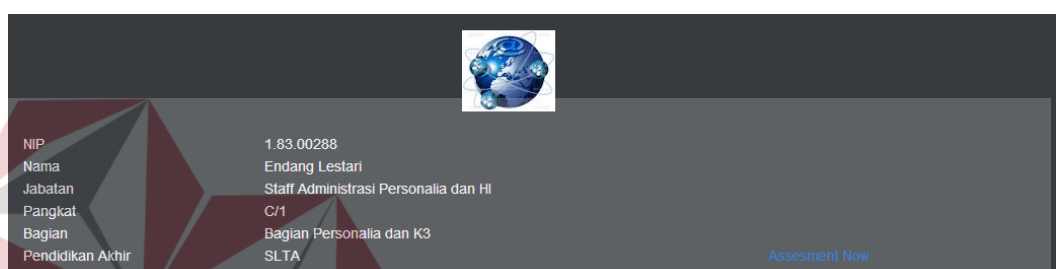 NIP 1.83.00288
Nama Endang Lestari
Jabatan Staff Administrasi Personalia dan HI
Pangkat C/1
Bagian Bagian Personalia dan K3
Pendidikan Akhir SLTA Assesment Now